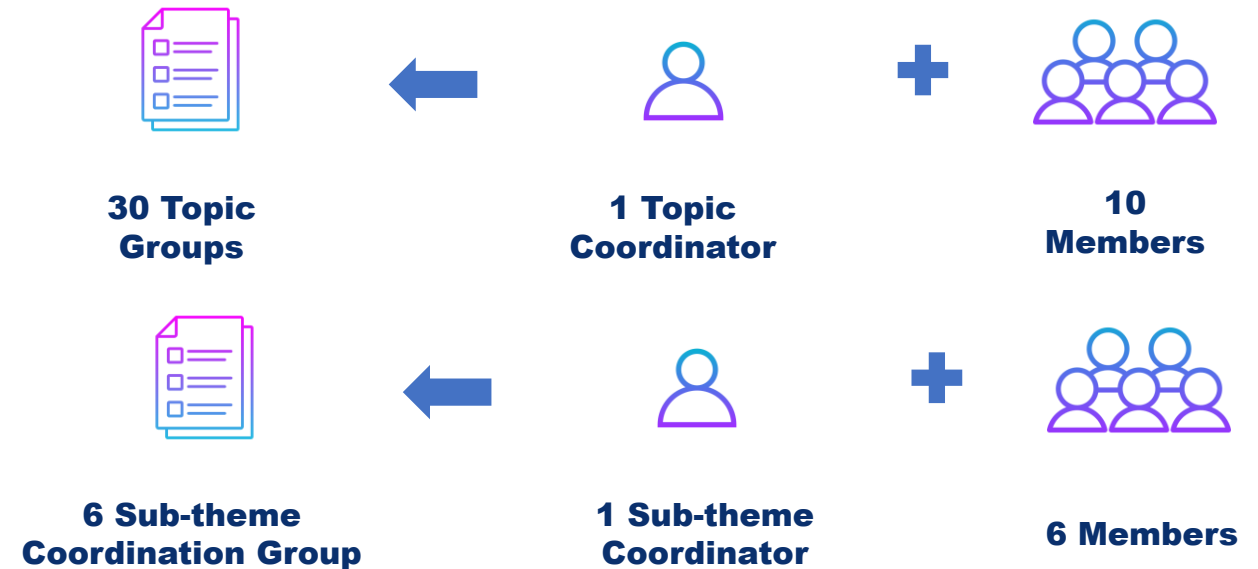 30 Topic
Groups
1 Topic
Coordinator
10
Members
6 Sub-theme
Coordination Group
1 Sub-theme
Coordinator
6 Members